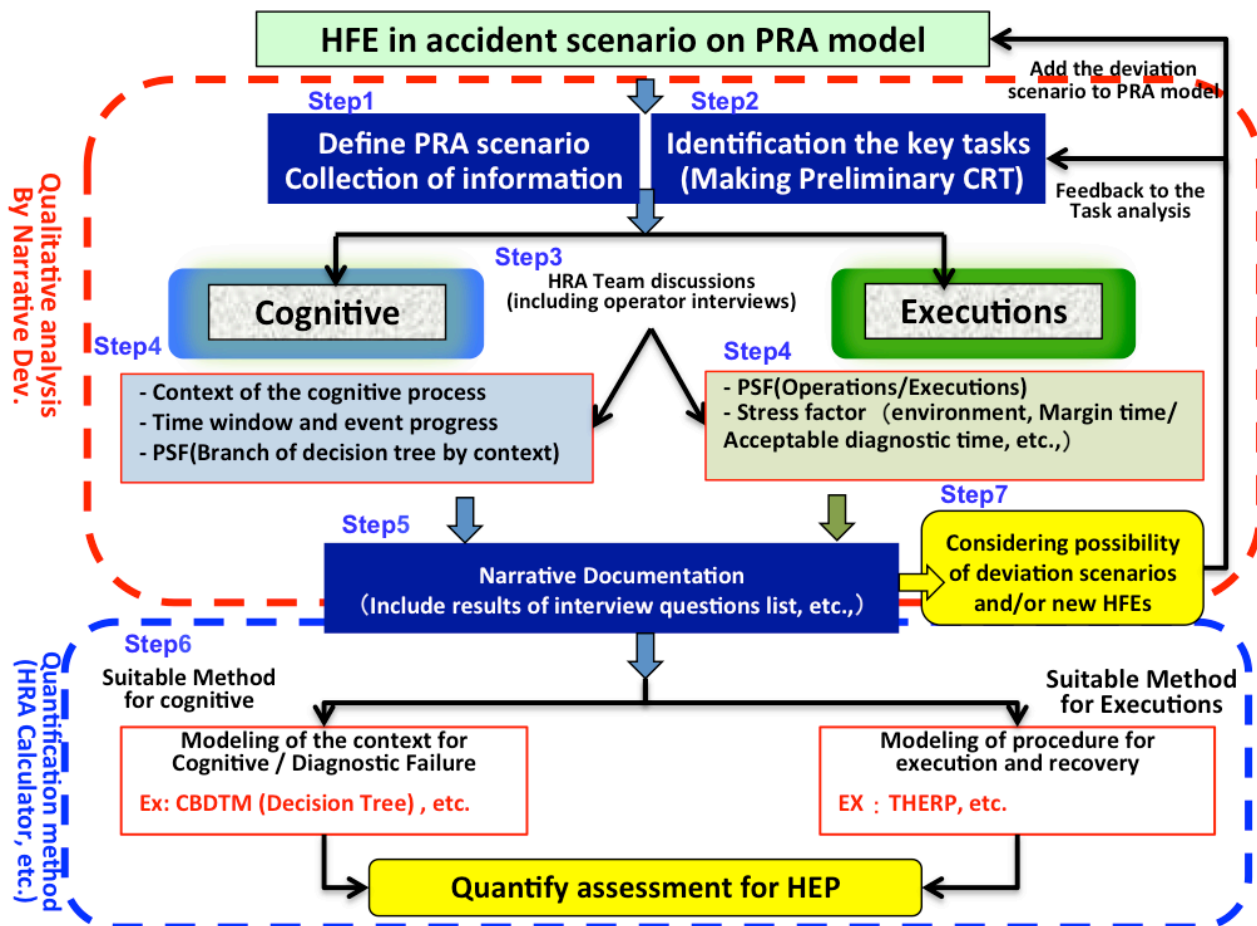 HFE in accident scenario on PRA model
Add the deviation
scenario to PRA model
Step1
Step2
Define PRA scenario
Collection of information
Identification the key tasks
(Making Preliminary CRT)
Feedback to the
Task analysis
Qualitative analysis
By Narrative Dev.
Step3
HRA Team discussions
(including operator interviews)
Cognitive
Executions
Step4
Step4
- Context of the cognitive process
- Time window and event progress
- PSF(Branch of decision tree by context)
- PSF(Operations/Executions)
- Stress factor（environment, Margin time/
Acceptable diagnostic time, etc.,）
Step5
Step7
Narrative Documentation
（Include results of interview questions list, etc.,）
Considering possibility
of deviation scenarios
and/or new HFEs
Quantification method
(HRA Calculator, etc.)
Step6
Suitable Method
for cognitive
Suitable Method
for Executions
Modeling of the context for
Cognitive / Diagnostic Failure
Ex: CBDTM (Decision Tree) , etc.
Modeling of procedure for
execution and recovery
EX： THERP, etc.
Quantify assessment for HEP